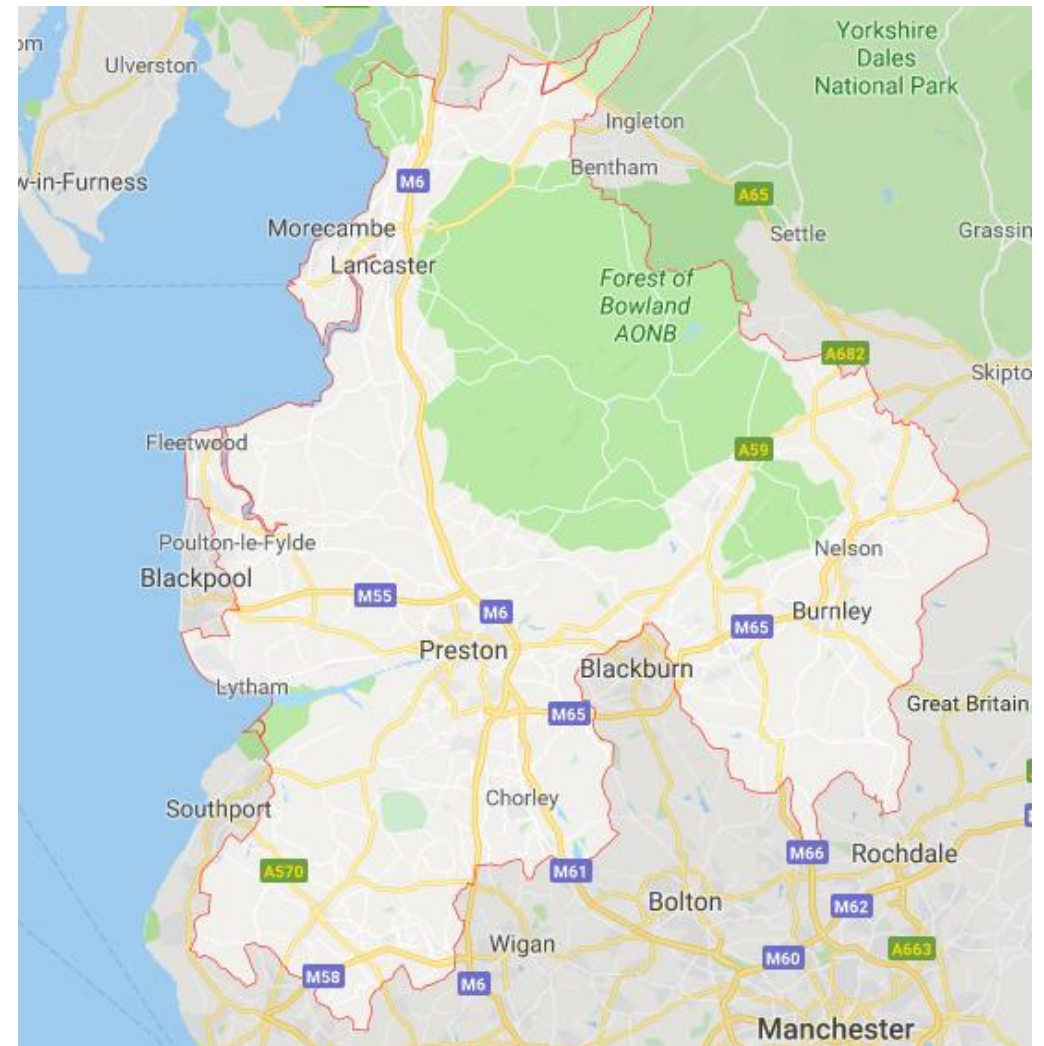 Yorkshire
Dales
National Park
om
Ulverston
Ingleton
Bentham
w-in-Furness
M6
A65
Morecambe
Settle
Grassin
Lancaster
Forest of
Bowland
AONB
A682
Skipto
Fleetwood
A59
Poulton-le-Fylde
Nelson
Blackpool
M55
M6
Burnley
M65
Preston
Blackburn
Lytham
M65
Great Britain
Chorley
Southport
M66
Rochdale
A570
M61
Bolton
M62
Wigan
A663
M60
M58
M6
Manchester